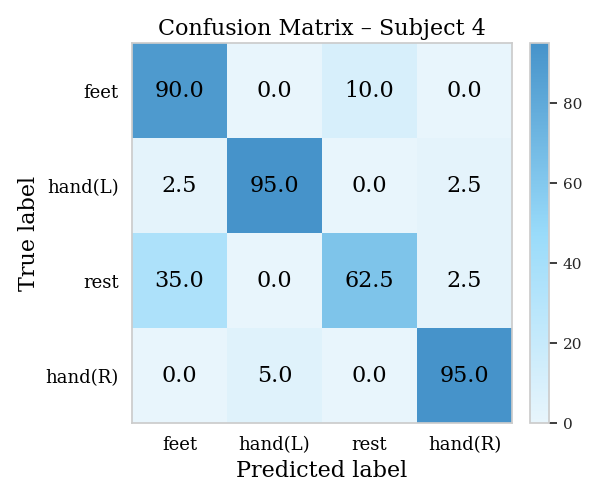 Confusion Matrix – Subject 4
feet 90.0 0.0 10.0 0.0
hand(L) 2.5 95.0 0.0 2.5
rest 35.0 0.0 62.5 2.5
hand(R) 0.0 5.0 0.0 95.0
feet hand(L) rest hand(R)
Predicted label
True label
80
60
40
20
0